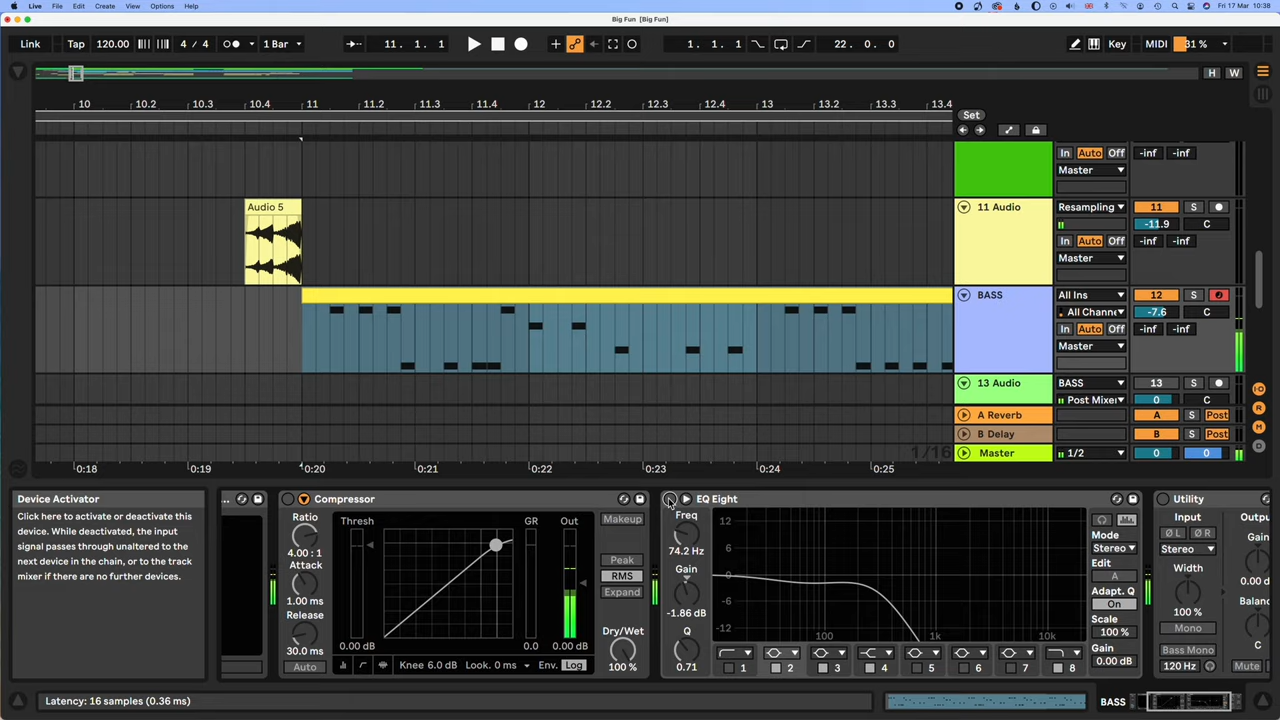 Live File Edit Create View Options Help Fri 17 Mar 10:38
Big Fun [Big Fun]
Link Tap 120.00 4 / 4 1 Bar 11. 1. 1 1. 1. 1 22. 0. 0 Key MIDI 31 %
H W
10 10.2 10.3 10.4 11 11.2 11.3 11.4 12 12.2 12.3 12.4 13 13.2 13.3 13.4
Set
In Auto Off -inf -inf
Master
Audio 5
11 Audio Resampling 11 S
-11.9 C
In Auto Off -inf -inf
Master
BASS All Ins 12 S
All Channe -7.6 C
In Auto Off -inf -inf
Master
13 Audio BASS 13 S
Post Mixer 0 C
A Reverb A S Post
B Delay B S Post
1/16
Master 1/2 0 0
0:18 0:19 0:20 0:21 0:22 0:23 0:24 0:25
Device Activator
Click here to activate or deactivate this
device. While deactivated, the input
signal passes through unaltered to the
next device in the chain, or to the track
mixer if there are no further devices.
...
Compressor
Ratio
4.00 : 1
Attack
1.00 ms
Release
30.0 ms
Auto
Thresh GR Out
0.00 dB 0.0 0.00 dB
Knee 6.0 dB Look. 0 ms Env. Log
Makeup
Peak
RMS
Expand
Dry/Wet
100 %
EQ Eight
Freq
74.2 Hz
Gain
-1.86 dB
Q
0.71
12
6
0
-6
-12
100 1k 10k
1 2 3 4 5 6 7 8
Mode
Stereo
Edit
A
Adapt. Q
On
Scale
100 %
Gain
0.00 dB
Utility
Input
Ø L Ø R
Stereo
Width
100 %
Mono
Bass Mono
120 Hz
Outpu
Gain
0.00 d
Balanc
C
Mute
Latency: 16 samples (0.36 ms)
BASS